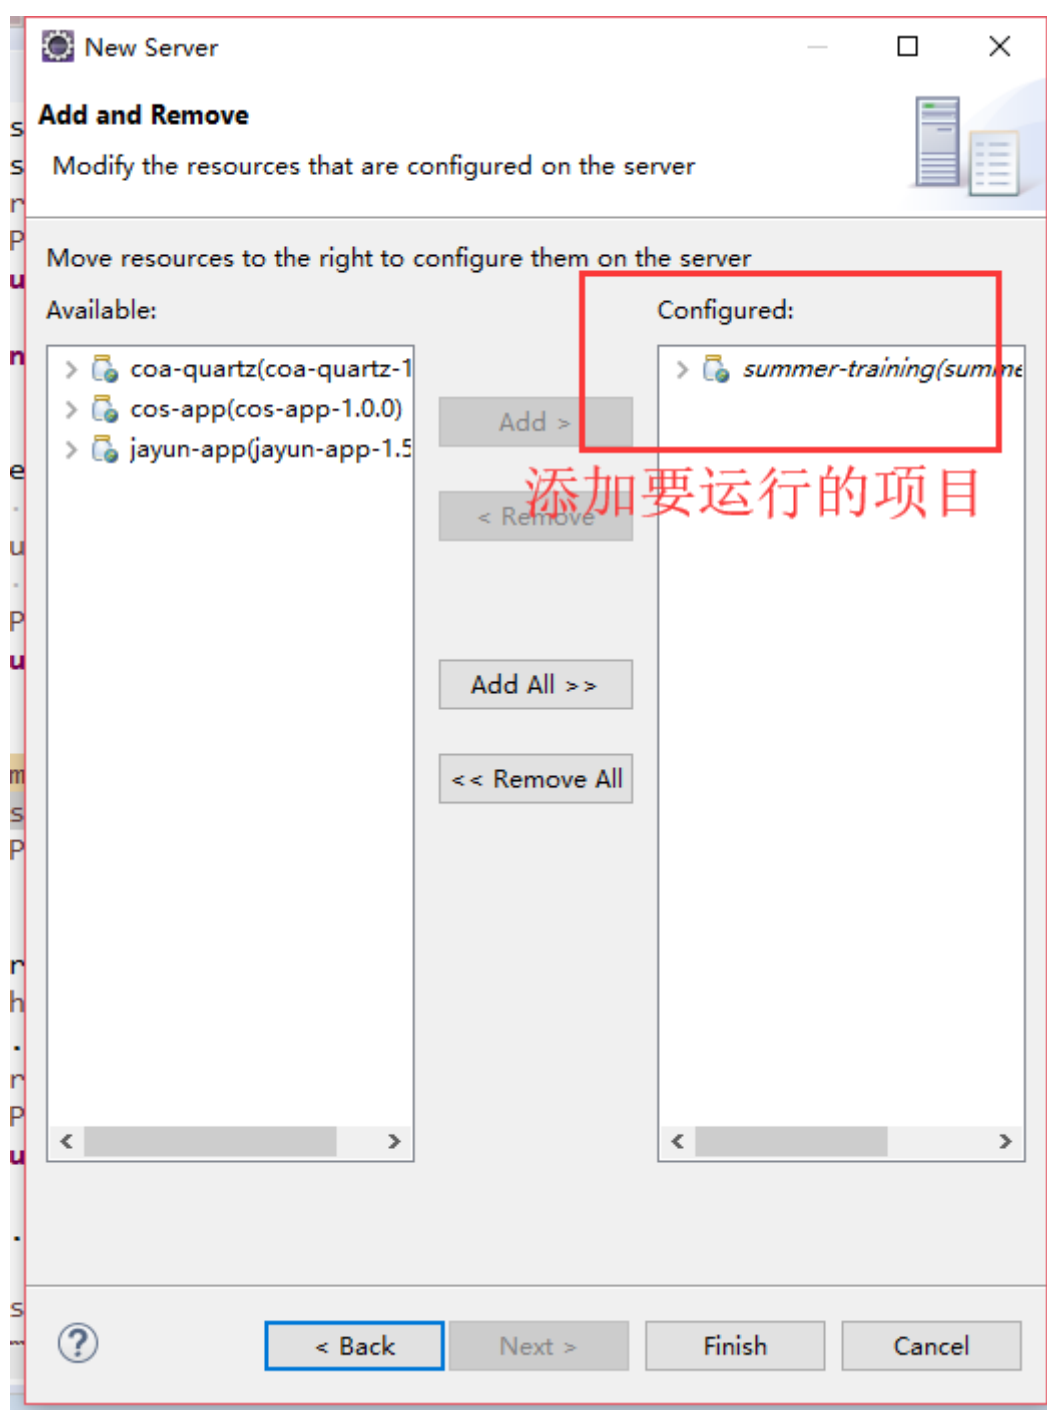 New Server
Add and Remove
Modify the resources that are configured on the server
Move resources to the right to configure them on the server
Available:
Configured:
coa-quartz(coa-quartz-1
cos-app(cos-app-1.0.0)
jayun-app(jayun-app-1.5
summer-training(summe
Add >
添加要运行的项目
< Remove
Add All >>
<< Remove All
< Back
Next >
Finish
Cancel